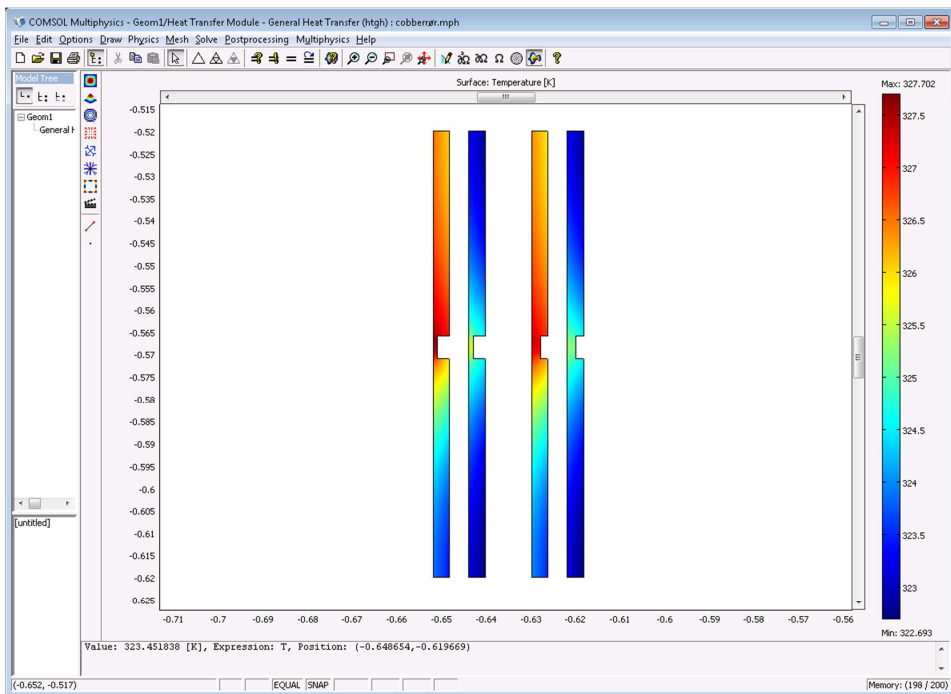 COMSOL Multiphysics - Geom1/Heat Transfer Module - General Heat Transfer (htgh) : cobberrør.mph
File Edit Options Draw Physics Mesh Solve Postprocessing Multiphysics Help
Model Tree
Geom1
General H
[untitled]
Surface: Temperature [K]
Max: 327.702
-0.515
-0.52
-0.525
-0.53
-0.535
-0.54
-0.545
-0.55
-0.555
-0.56
-0.565
-0.57
-0.575
-0.58
-0.585
-0.59
-0.595
-0.6
-0.605
-0.61
-0.615
-0.62
-0.625
-0.71 -0.7 -0.69 -0.68 -0.67 -0.66 -0.65 -0.64 -0.63 -0.62 -0.61 -0.6 -0.59 -0.58 -0.57 -0.56
327.5
327
326.5
326
325.5
325
324.5
324
323.5
323
Min: 322.693
Value: 323.451838 [K], Expression: T, Position: (-0.648654,-0.619669)
(-0.652, -0.517) EQUAL SNAP Memory: (198 / 200)